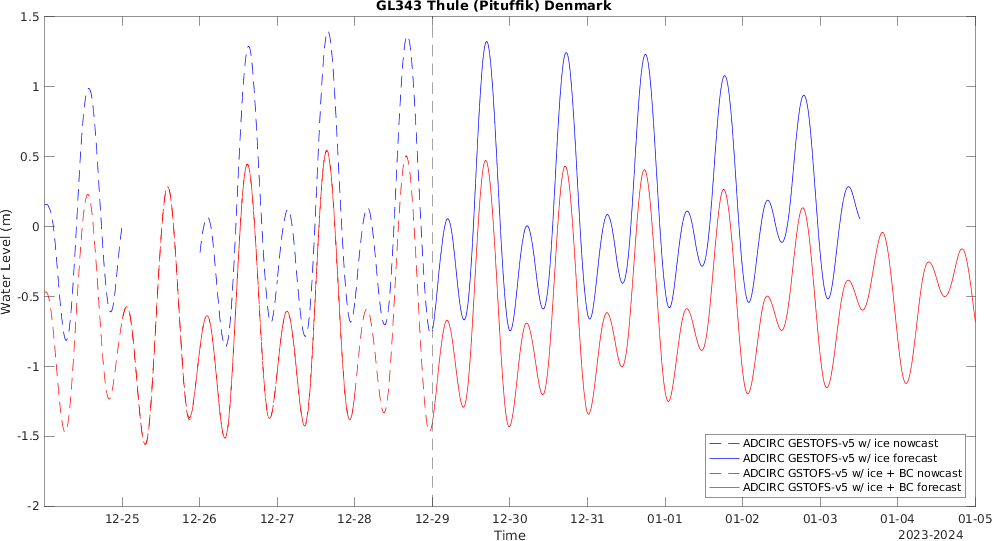 GL343 Thule (Pituffik) Denmark
1.5
1
0.5
0
-0.5
-1
-1.5
-2
Water Level (m)
ADCIRC GESTOFS-v5 w/ ice nowcast
ADCIRC GESTOFS-v5 w/ ice forecast
ADCIRC GSTOFS-v5 w/ ice + BC nowcast
ADCIRC GSTOFS-v5 w/ ice + BC forecast
12-25 12-26 12-27 12-28 12-29 12-30 12-31 01-01 01-02 01-03 01-04 01-05
Time
2023-2024